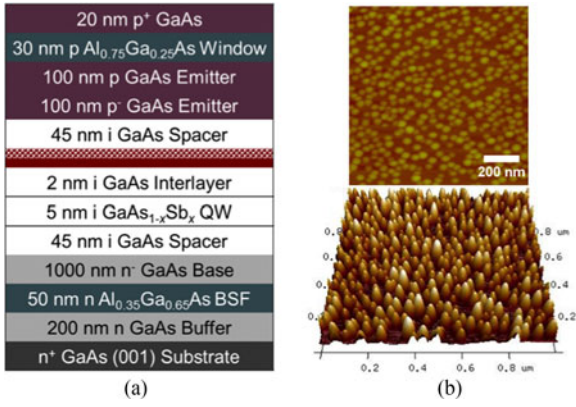 20 nm p⁺ GaAs
30 nm p Al₀.₇₅Ga₀.₂₅As Window
100 nm p GaAs Emitter
100 nm p⁻ GaAs Emitter
45 nm i GaAs Spacer
2 nm i GaAs Interlayer
5 nm i GaAs₁₋ₓSbₓ QW
45 nm i GaAs Spacer
1000 nm n⁻ GaAs Base
50 nm n Al₀.₃₅Ga₀.₆₅As BSF
200 nm n GaAs Buffer
n⁺ GaAs (001) Substrate
(a)
200 nm
0.8 um
0.6
0.4
0.2
0.8 um
0.6
0.4
0.2
0.2 0.4 0.6 0.8 um
(b)